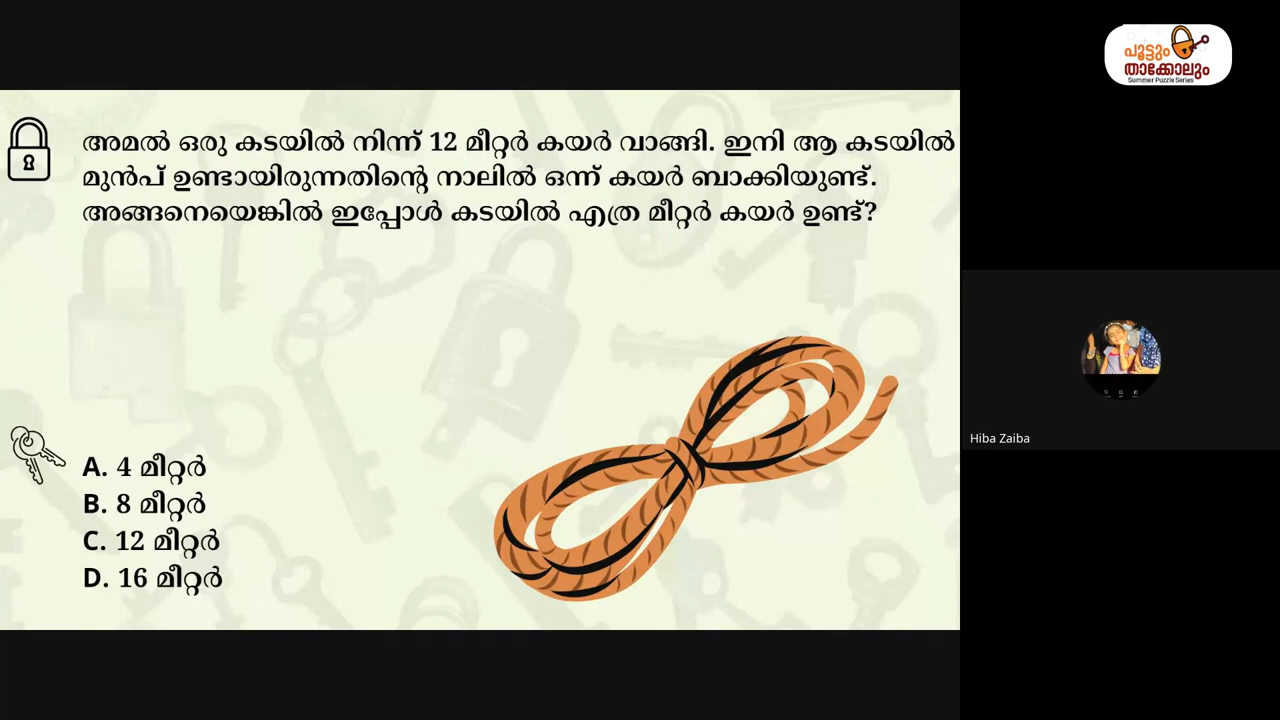 പൂട്ടും
താക്കോലും
Summer Puzzle Series
അമൽ ഒരു കടയിൽ നിന്ന് 12 മീറ്റർ കയർ വാങ്ങി. ഇനി ആ കടയിൽ
മുൻപ് ഉണ്ടായിരുന്നതിന്റെ നാലിൽ ഒന്ന് കയർ ബാക്കിയുണ്ട്.
അങ്ങനെയെങ്കിൽ ഇപ്പോൾ കടയിൽ എത്ര മീറ്റർ കയർ ഉണ്ട്?
A. 4 മീറ്റർ
B. 8 മീറ്റർ
C. 12 മീറ്റർ
D. 16 മീറ്റർ
Hiba Zaiba